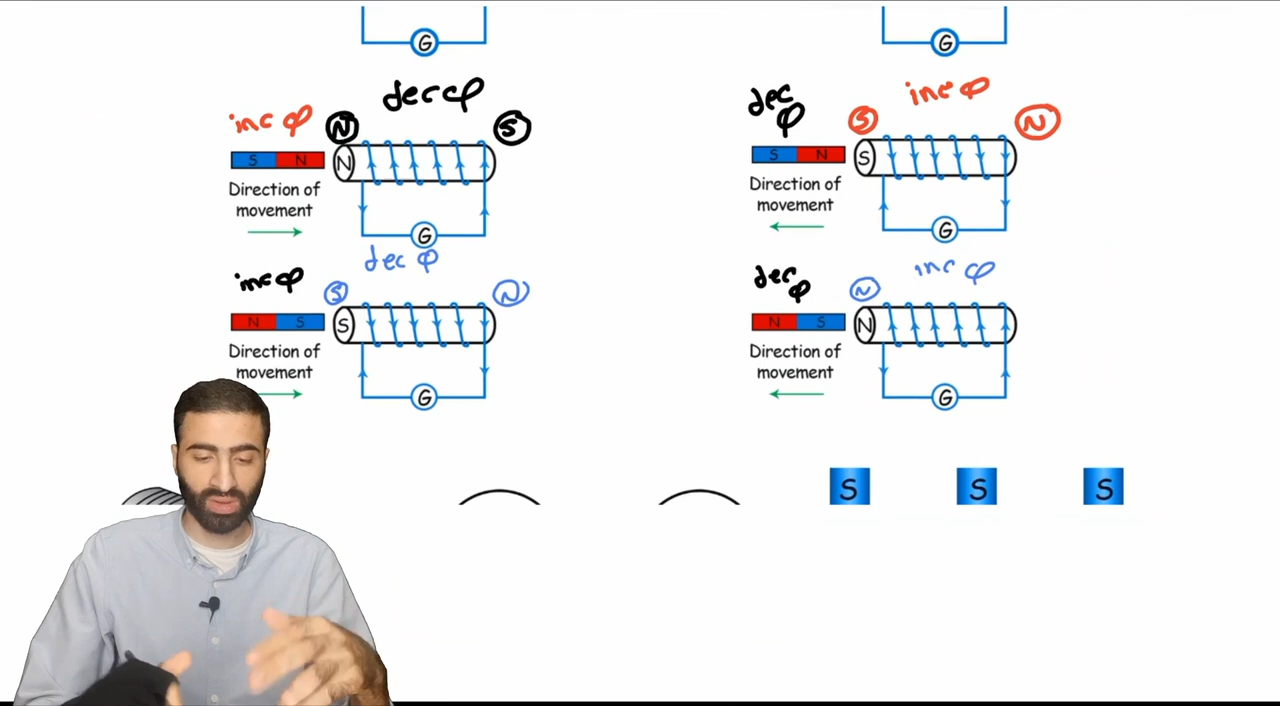 G
G
dec φ
inc φ
N
S
S N
N
Direction of
movement
G
dec
φ
inc φ
S
N
S N
S
Direction of
movement
G
inc φ
dec φ
S
N
N S
S
Direction of
movement
G
dec
φ
inc φ
N
N S
N
Direction of
movement
G
S
S
S